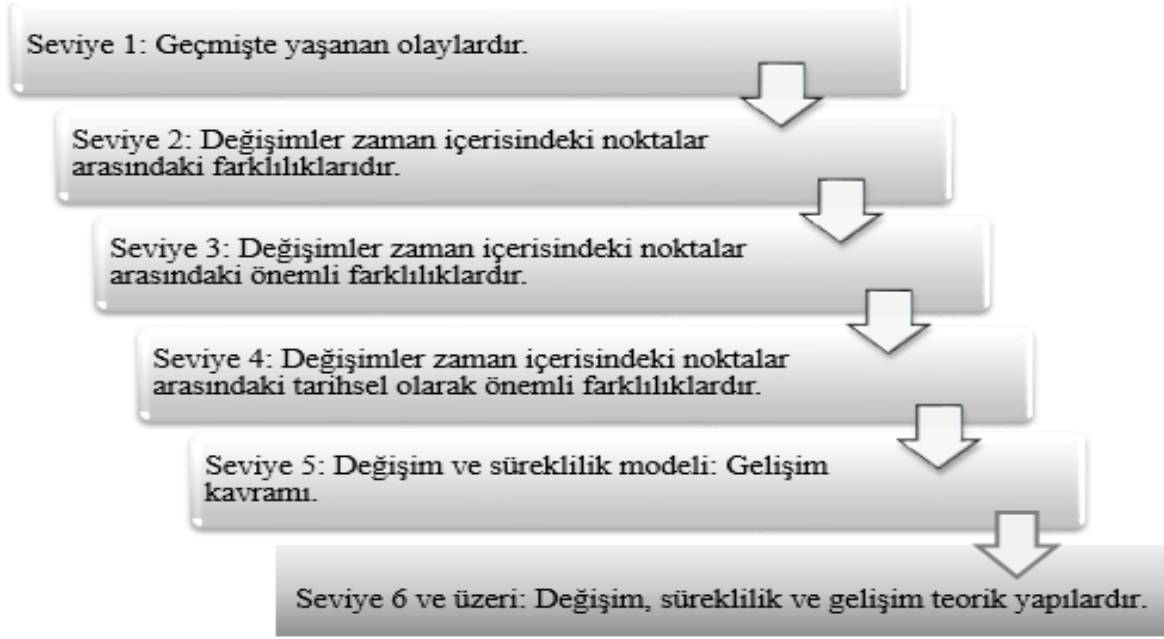 Seviye 1: Geçmişte yaşanan olaylardır.
Seviye 2: Değişimler zaman içerisindeki noktalar
arasındaki farklılıklarıdır.
Seviye 3: Değişimler zaman içerisindeki noktalar
arasındaki önemli farklılıklardır.
Seviye 4: Değişimler zaman içerisindeki noktalar
arasındaki tarihsel olarak önemli farklılıklardır.
Seviye 5: Değişim ve süreklilik modeli: Gelişim
kavramı.
Seviye 6 ve üzeri: Değişim, süreklilik ve gelişim teorik yapılardır.